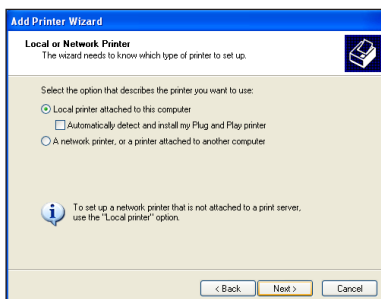 Add Printer Wizard
Local or Network Printer
The wizard needs to know which type of printer to set up.
Select the option that describes the printer you want to use:
Local printer attached to this computer
Automatically detect and install my Plug and Play printer
A network printer, or a printer attached to another computer
To set up a network printer that is not attached to a print server,
use the "Local printer" option.
< Back
Next >
Cancel